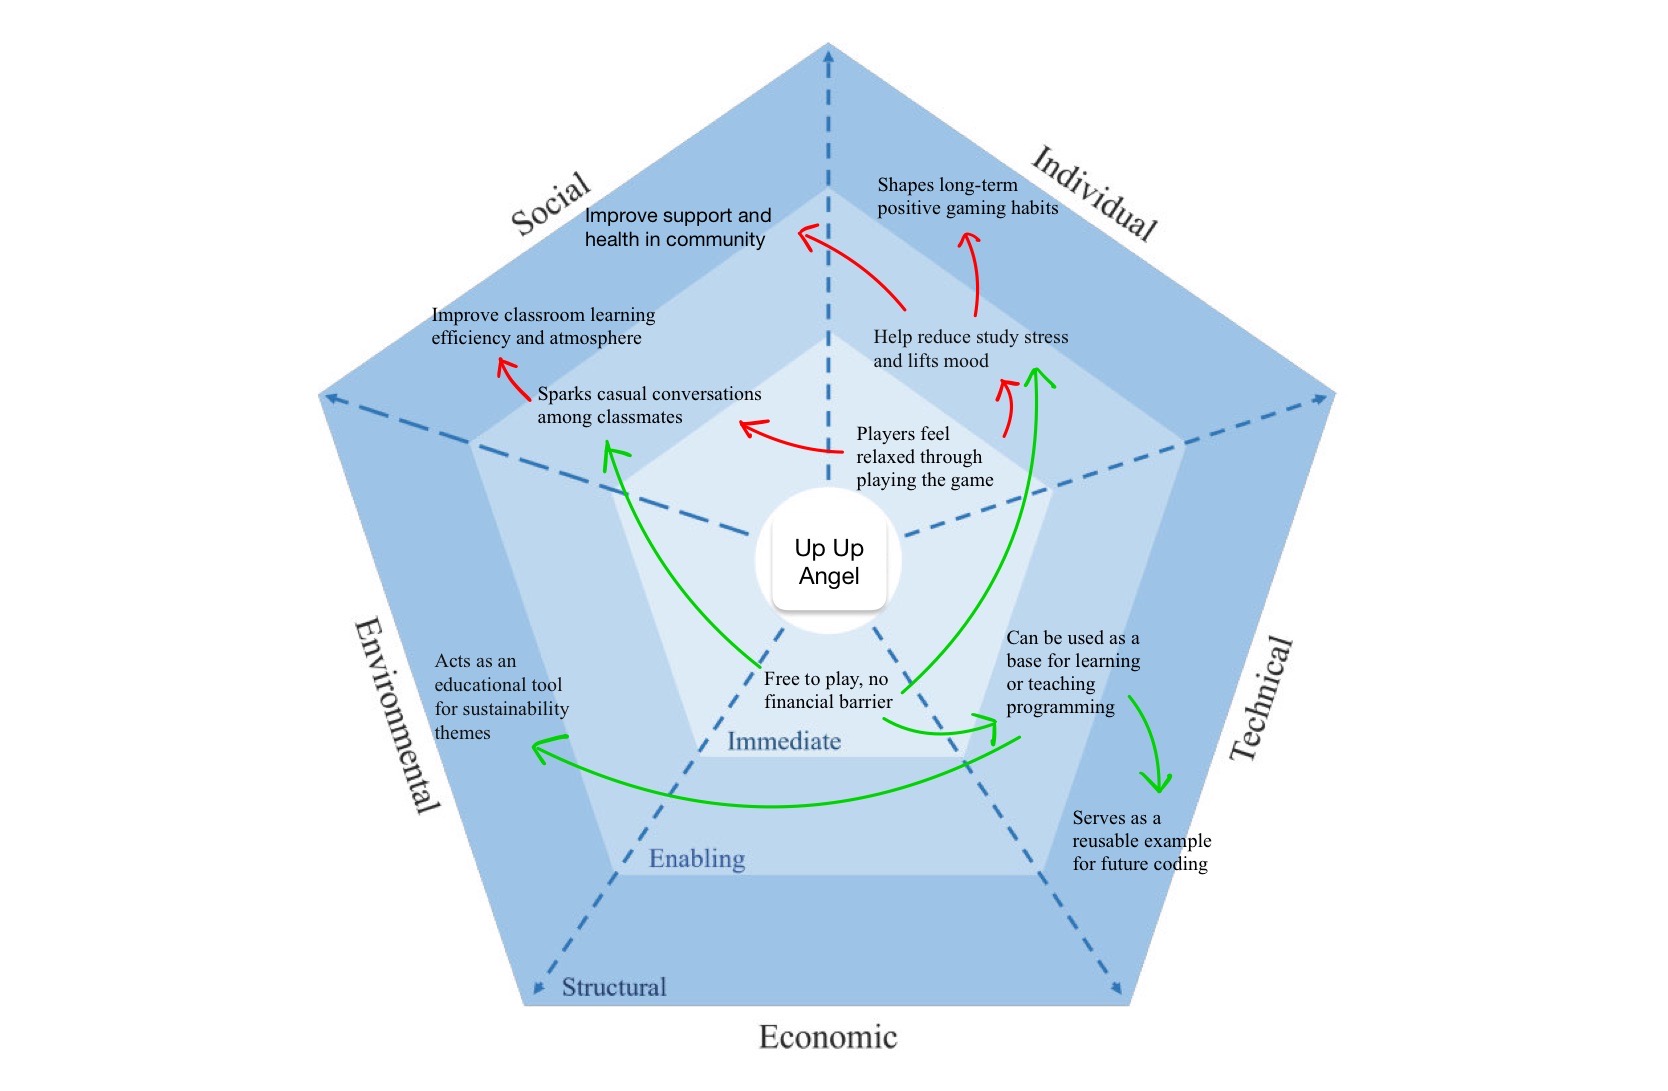 Social
Individual
Shapes long-term
positive gaming habits
Improve support and
health in community
Improve classroom learning
efficiency and atmosphere
Help reduce study stress
and lifts mood
Sparks casual conversations
among classmates
Players feel
relaxed through
playing the game
Up Up
Angel
Environmental
Acts as an
educational tool
for sustainability
themes
Free to play, no
financial barrier
Can be used as a
base for learning
or teaching
programming
Technical
Immediate
Serves as a
reusable example
for future coding
Enabling
Structural
Economic